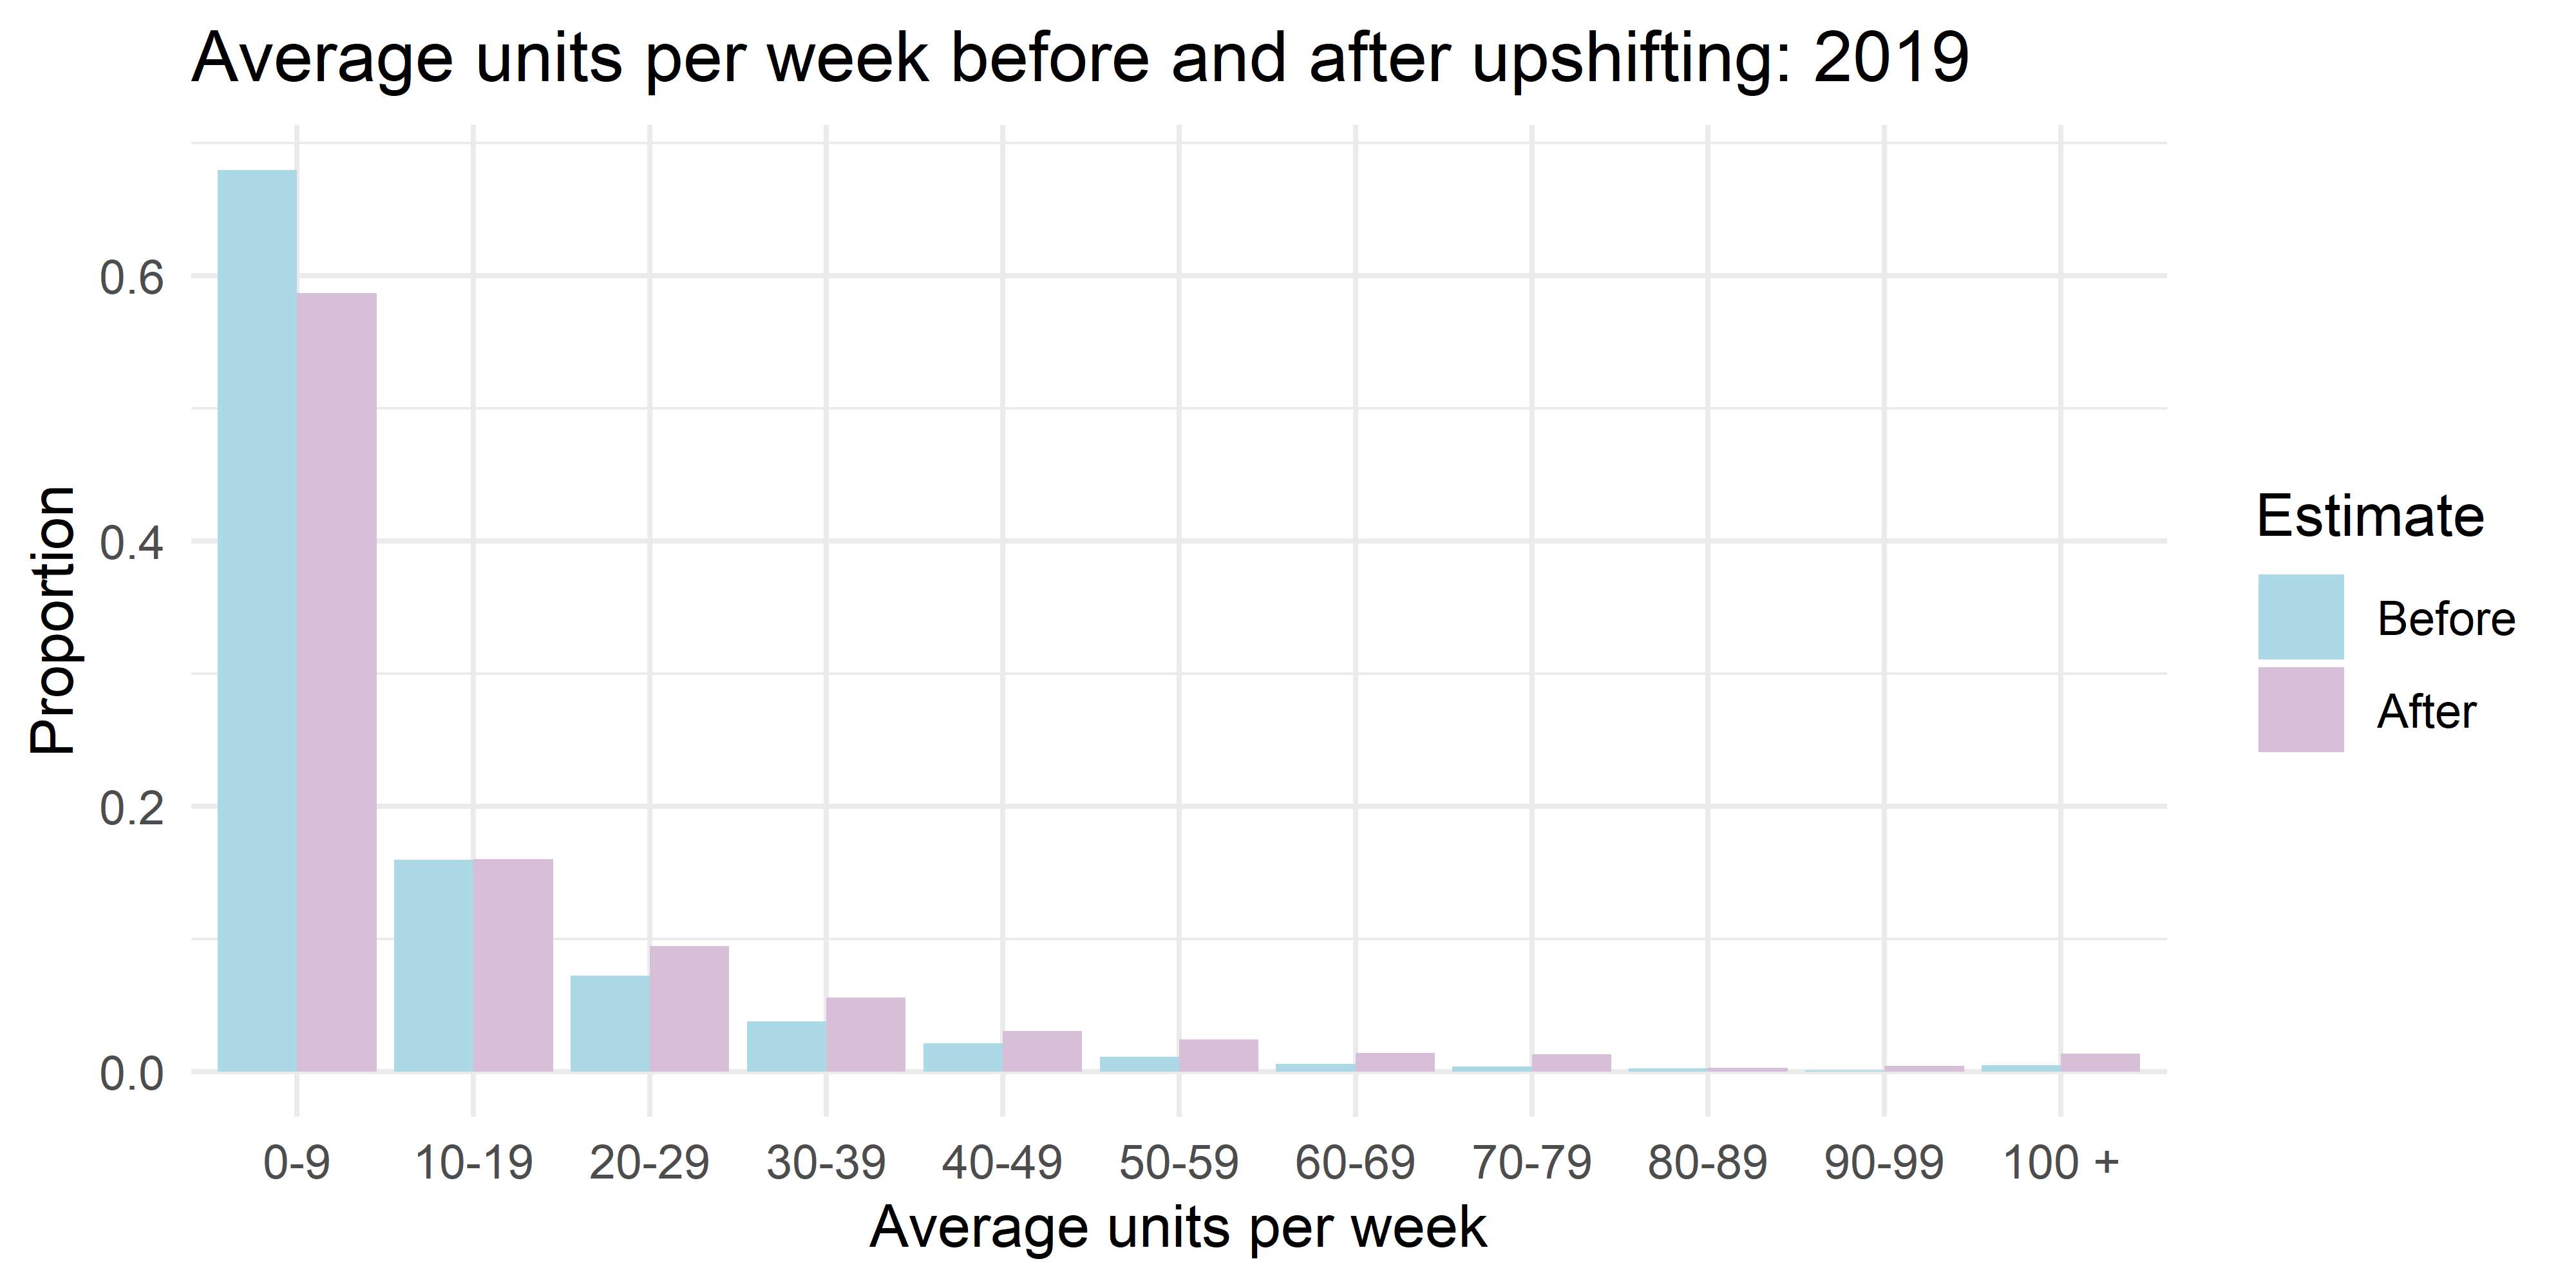 Average units per week before and after upshifting: 2019
Proportion
0.6
0.4
0.2
0.0
0-9 10-19 20-29 30-39 40-49 50-59 60-69 70-79 80-89 90-99 100 +
Average units per week
Estimate
Before
After